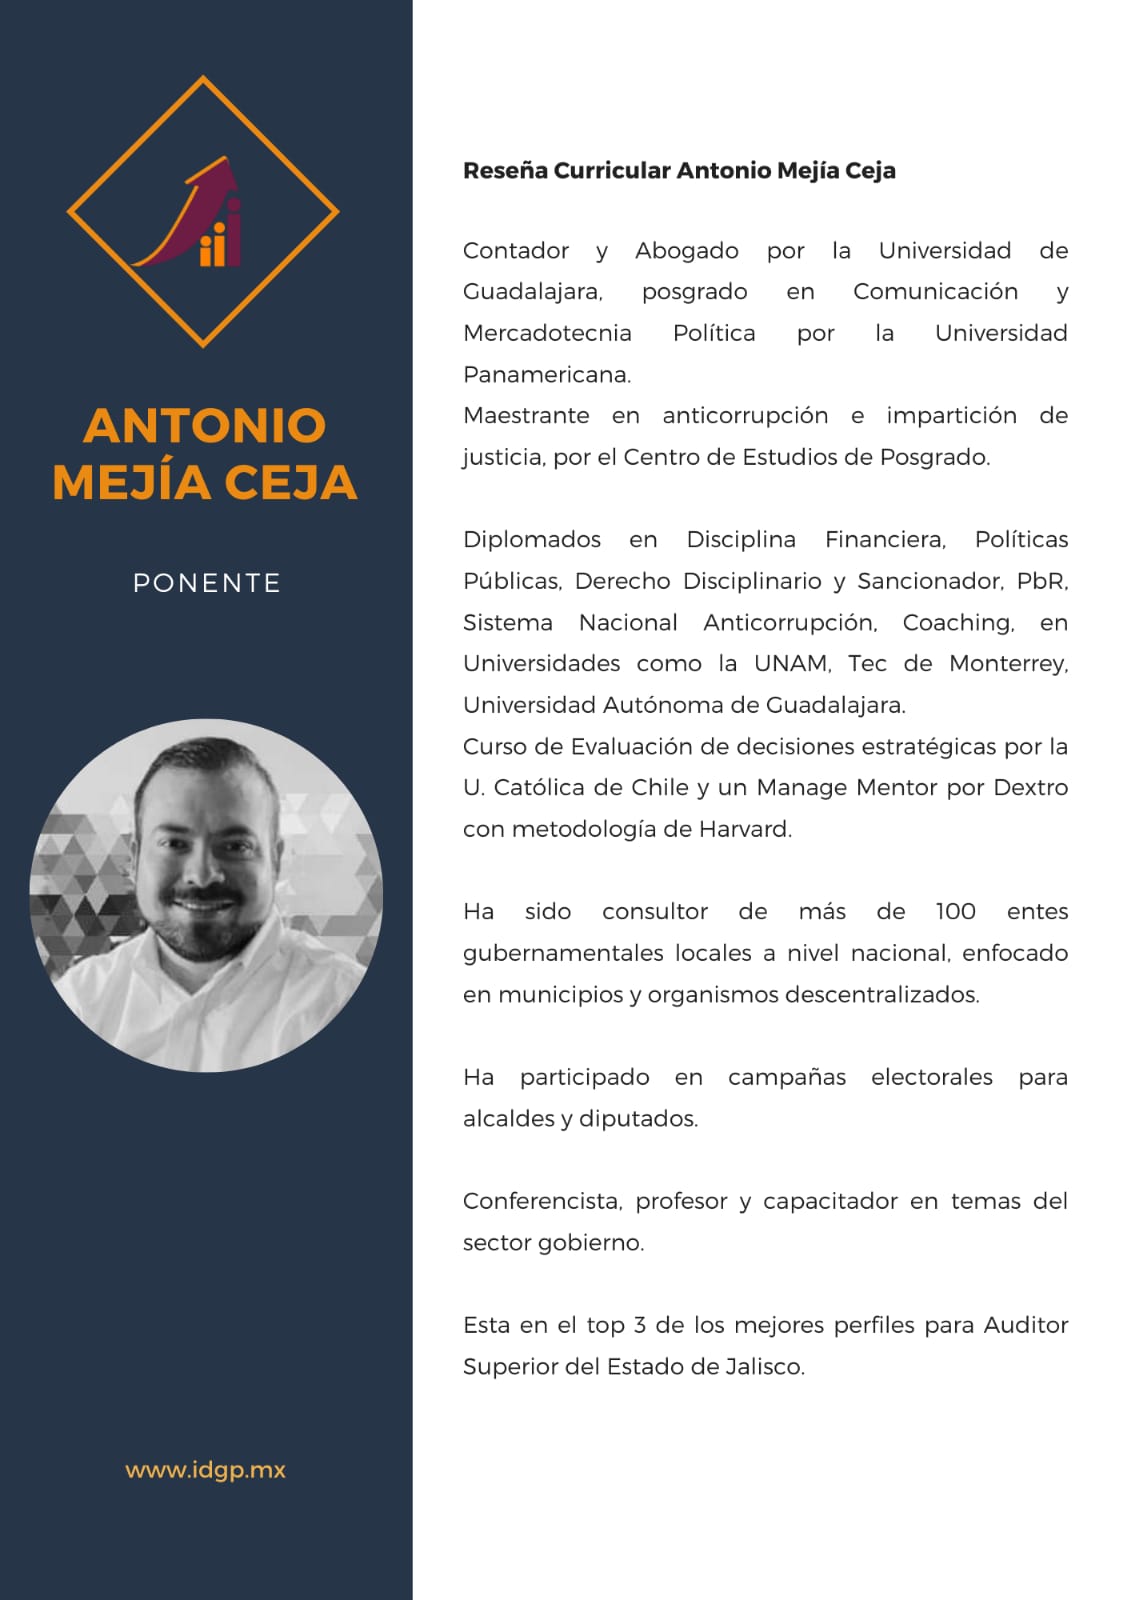 ANTONIO
MEJÍA CEJA
PONENTE
www.idgp.mx
Reseña Curricular Antonio Mejía Ceja
Contador y Abogado por la Universidad de
Guadalajara, posgrado en Comunicación y
Mercadotecnia Política por la Universidad
Panamericana.
Maestrante en anticorrupción e impartición de
justicia, por el Centro de Estudios de Posgrado.
Diplomados en Disciplina Financiera, Políticas
Públicas, Derecho Disciplinario y Sancionador, PbR,
Sistema Nacional Anticorrupción, Coaching, en
Universidades como la UNAM, Tec de Monterrey,
Universidad Autónoma de Guadalajara.
Curso de Evaluación de decisiones estratégicas por la
U. Católica de Chile y un Manage Mentor por Dextro
con metodología de Harvard.
Ha sido consultor de más de 100 entes
gubernamentales locales a nivel nacional, enfocado
en municipios y organismos descentralizados.
Ha participado en campañas electorales para
alcaldes y diputados.
Conferencista, profesor y capacitador en temas del
sector gobierno.
Esta en el top 3 de los mejores perfiles para Auditor
Superior del Estado de Jalisco.